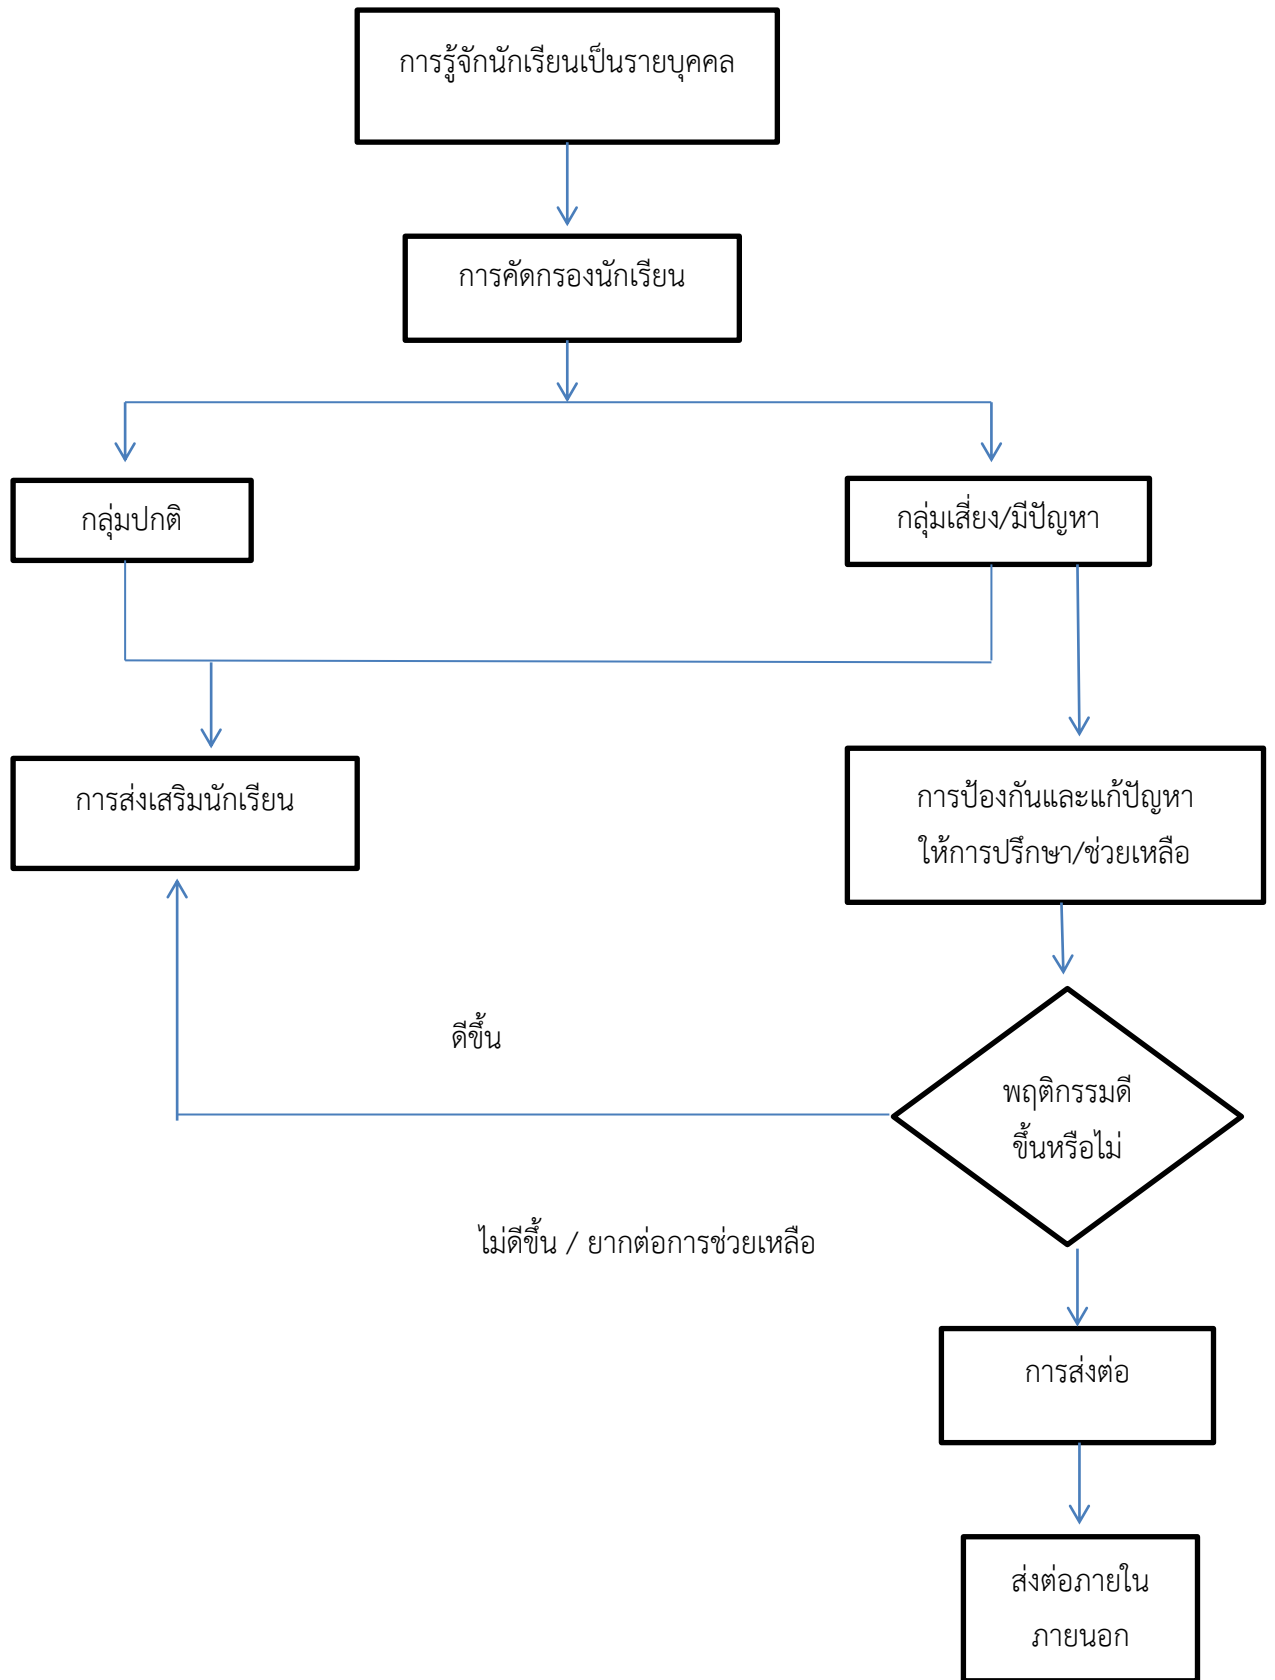 การรู้จักนักเรียนเป็นรายบุคคล
การคัดกรองนักเรียน
กลุ่มปกติ
กลุ่มเสี่ยง/มีปัญหา
การส่งเสริมนักเรียน
การป้องกันและแก้ปัญหา
ให้การปรึกษา/ช่วยเหลือ
ดีขึ้น
พฤติกรรมดี
ขึ้นหรือไม่
ไม่ดีขึ้น / ยากต่อการช่วยเหลือ
การส่งต่อ
ส่งต่อภายใน
ภายนอก